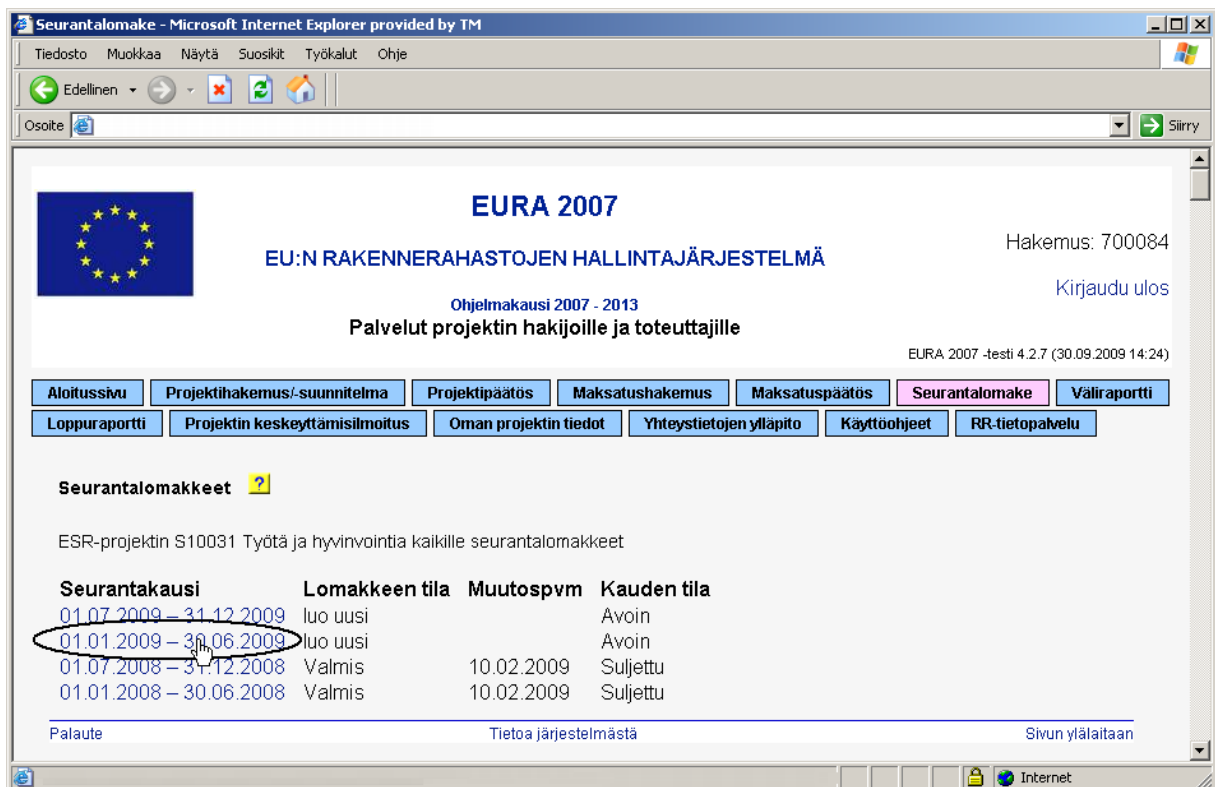 Seurantalomake - Microsoft Internet Explorer provided by TM
Tiedosto Muokkaa Näytä Suosikit Työkalut Ohje
Edellinen
Osoite Siirry
EURA 2007
EU:N RAKENNERAHASTOJEN HALLINTAJÄRJESTELMÄ
Hakemus: 700084
Kirjaudu ulos
Ohjelmakausi 2007 - 2013
Palvelut projektin hakijoille ja toteuttajille
EURA 2007 -testi 4.2.7 (30.09.2009 14:24)
Aloitussivu Projektihakemus/-suunnitelma Projektipäätös Maksatushakemus Maksatuspäätös Seurantalomake Väliraportti
Loppuraportti Projektin keskeyttämisilmoitus Oman projektin tiedot Yhteystietojen ylläpito Käyttöohjeet RR-tietopalvelu
Seurantalomakkeet ?
ESR-projektin S10031 Työtä ja hyvinvointia kaikille seurantalomakkeet
Seurantakausi Lomakkeen tila Muutospvm Kauden tila
01.07.2009 – 31.12.2009 luo uusi Avoin
01.01.2009 – 30.06.2009 luo uusi Avoin
01.07.2008 – 31.12.2008 Valmis 10.02.2009 Suljettu
01.01.2008 – 30.06.2008 Valmis 10.02.2009 Suljettu
Palaute Tietoa järjestelmästä Sivun ylälaitaan
Internet